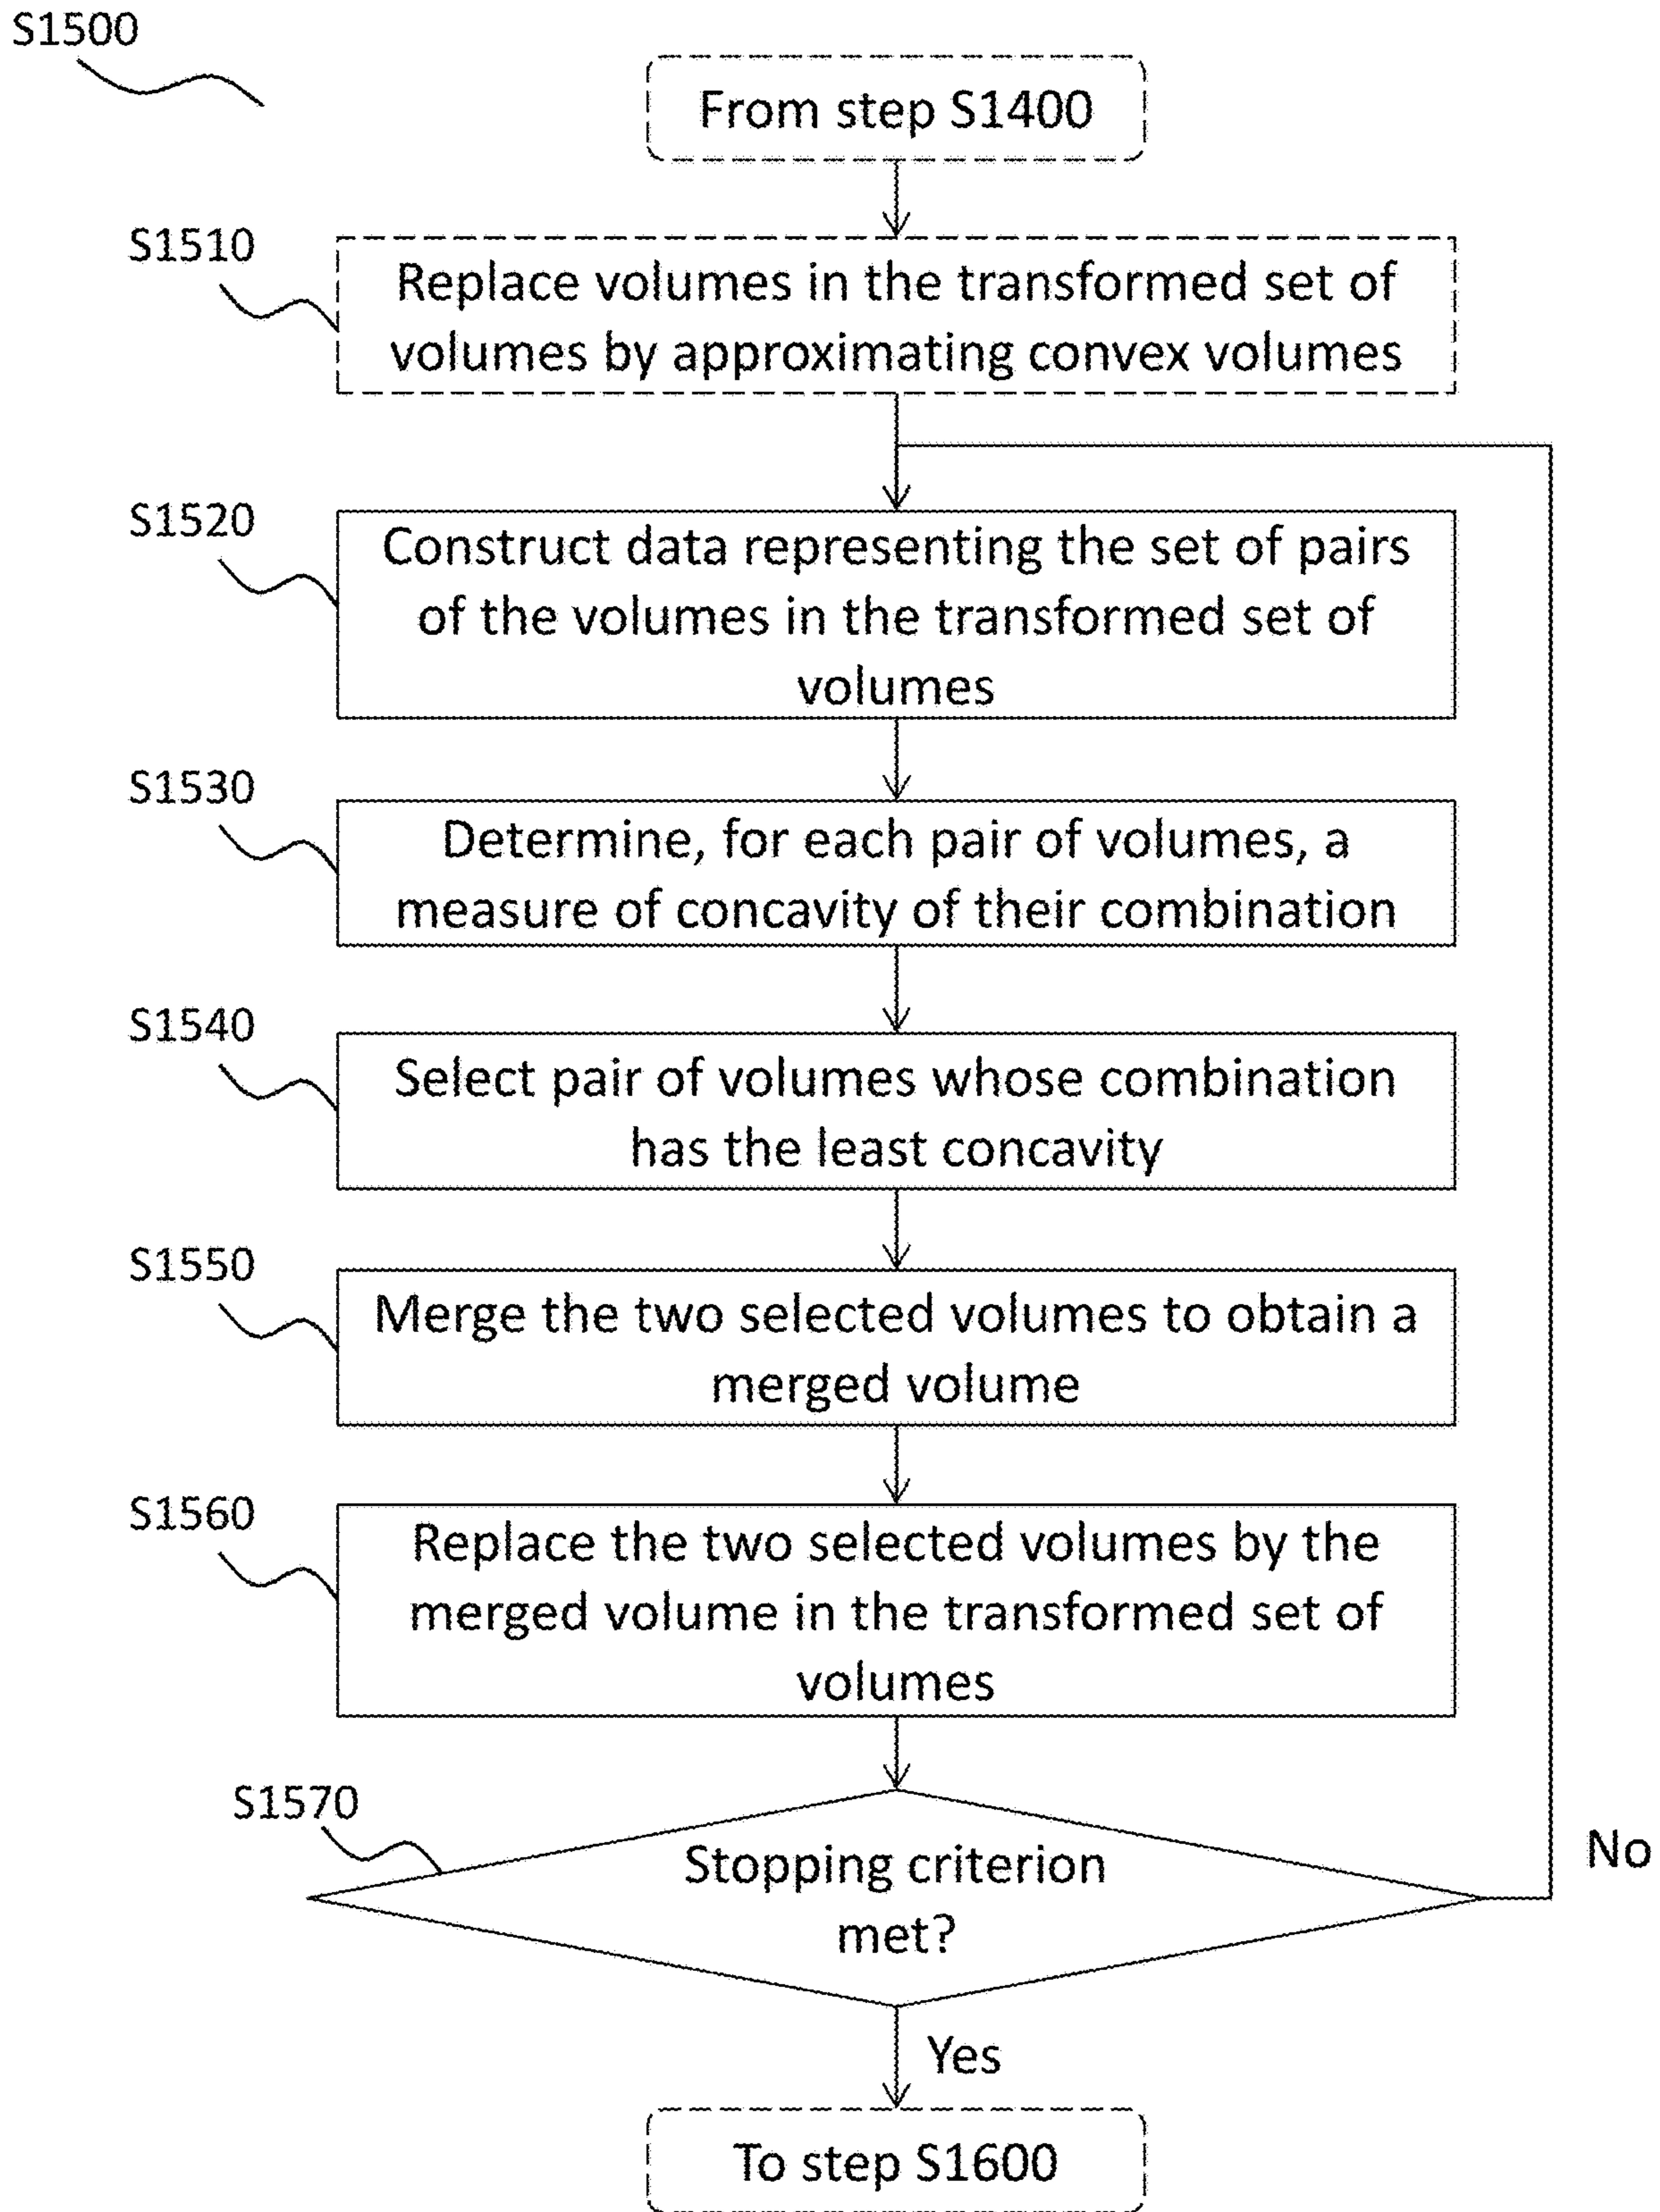 S1500
From step S1400
S1510
Replace volumes in the transformed set of
volumes by approximating convex volumes
S1520
Construct data representing the set of pairs
of the volumes in the transformed set of
volumes
S1530
Determine, for each pair of volumes, a
measure of concavity of their combination
S1540
Select pair of volumes whose combination
has the least concavity
S1550
Merge the two selected volumes to obtain a
merged volume
S1560
Replace the two selected volumes by the
merged volume in the transformed set of
volumes
S1570
Stopping criterion
met?
No
Yes
To step S1600